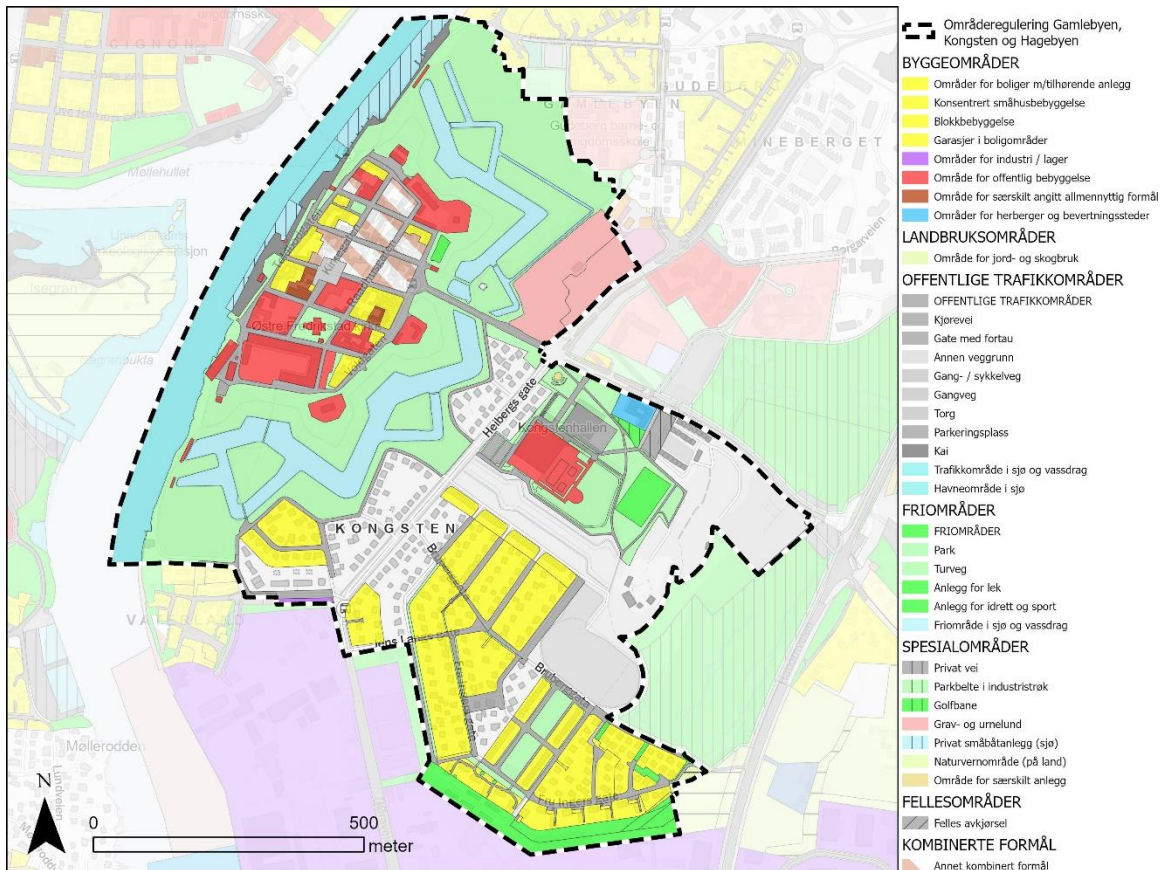 Områderegulering Gamlebyen,
Kongsten og Hagebyen
BYGGEOMRÅDER
Områder for boliger m/tilhørende anlegg
Konsentrert småhusbebyggelse
Blokkbebyggelse
Garasjer i boligområder
Områder for industri / lager
Område for offentlig bebyggelse
Område for særskilt angitt allmennyttig formål
Områder for herberger og bevertningssteder
LANDBRUKSOMRÅDER
Område for jord- og skogbruk
OFFENTLIGE TRAFIKKOMRÅDER
OFFENTLIGE TRAFIKKOMRÅDER
Kjørevei
Gate med fortau
Annen veggrunn
Gang- / sykkelveg
Gangveg
Torg
Parkeringsplass
Kai
Trafikkområde i sjø og vassdrag
Havneområde i sjø
FRIOMRÅDER
FRIOMRÅDER
Park
Turveg
Anlegg for lek
Anlegg for idrett og sport
Friområde i sjø og vassdrag
SPESIALOMRÅDER
Privat vei
Parkbelte i industristrøk
Golfbane
Grav- og urnelund
Privat småbåtanlegg (sjø)
Naturvernområde (på land)
Område for særskilt anlegg
FELLESOMRÅDER
Felles avkjørsel
KOMBINERTE FORMÅL
Annet kombinert formål
Møllehullet
GAMLEBYEN
MINEBERGET
Isegran
Østre Fredrikstad
Heibergs gate
Kongstenhallen
KONGSTEN
VATERLAND
Møllerodden
Lundveien
N
0
500
meter